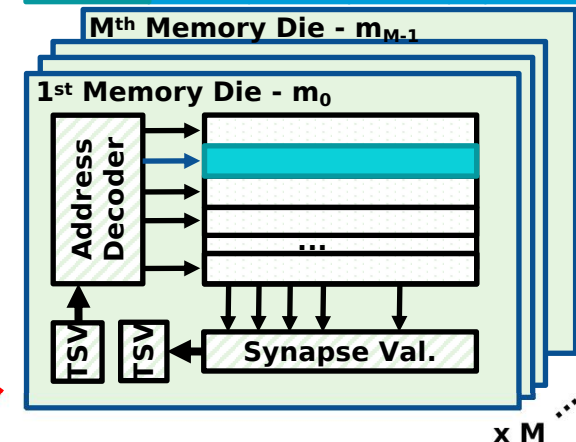 Mth Memory Die - mM-1
1st Memory Die - m0
Address
Decoder
...
TSV
TSV
Synapse Val.
x M